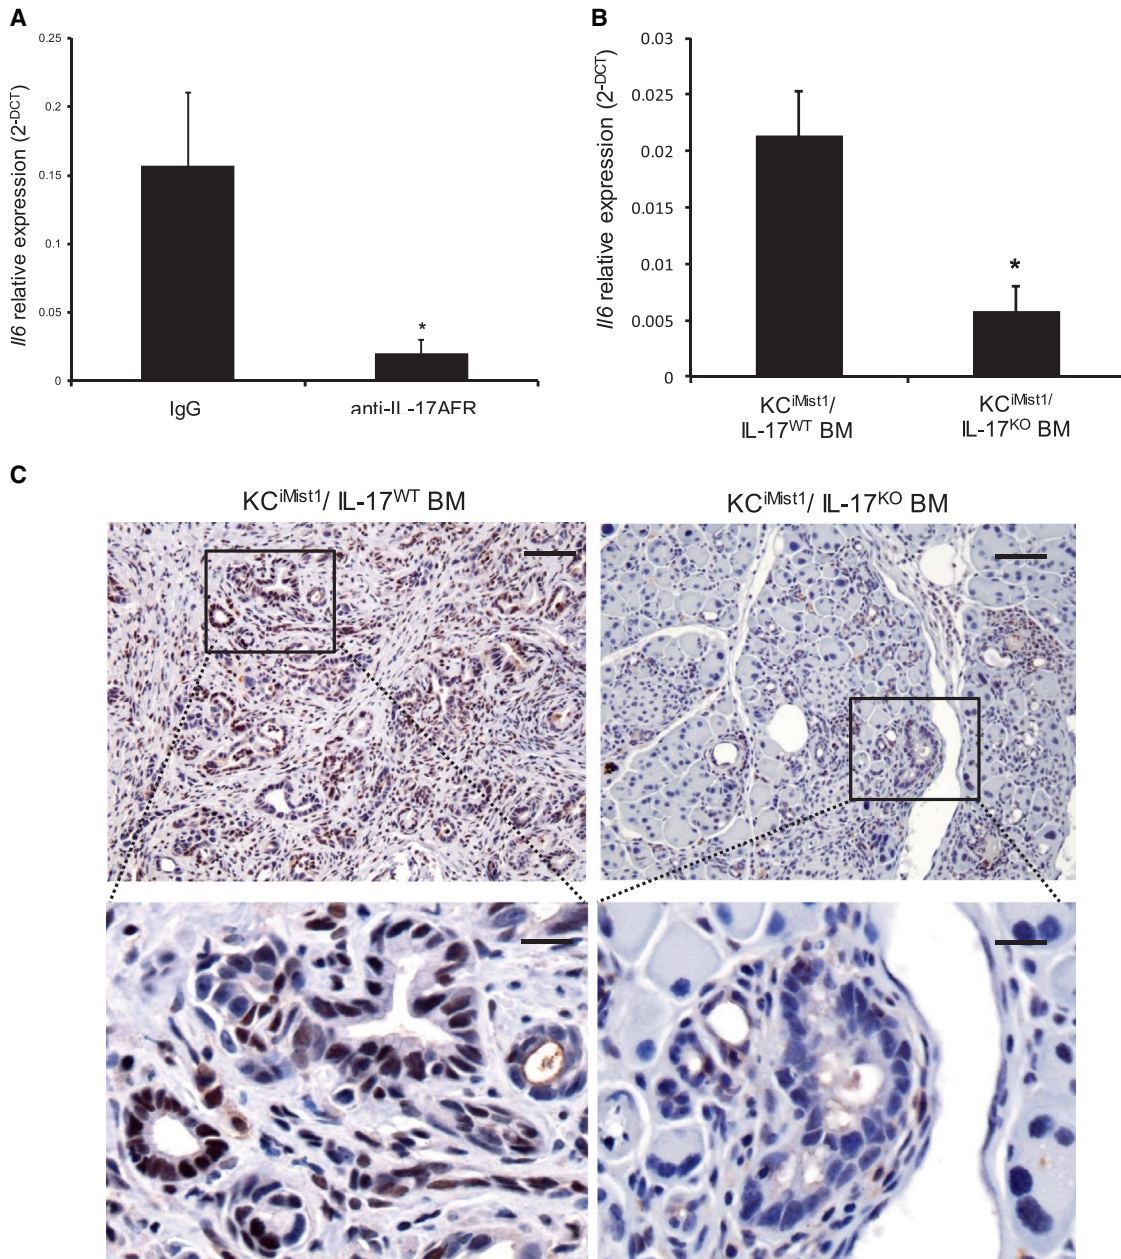 A
0.25
0.2
0.15
0.1
0.05
0
Il6 relative expression (2-DCT)
*
IgG
anti-IL-17AFR
B
0.03
0.025
0.02
0.015
0.01
0.005
0
Il6 relative expression (2-DCT)
*
KCiMist1/
IL-17WT BM
KCiMist1/
IL-17KO BM
C
KCiMist1/ IL-17WT BM
KCiMist1/ IL-17KO BM